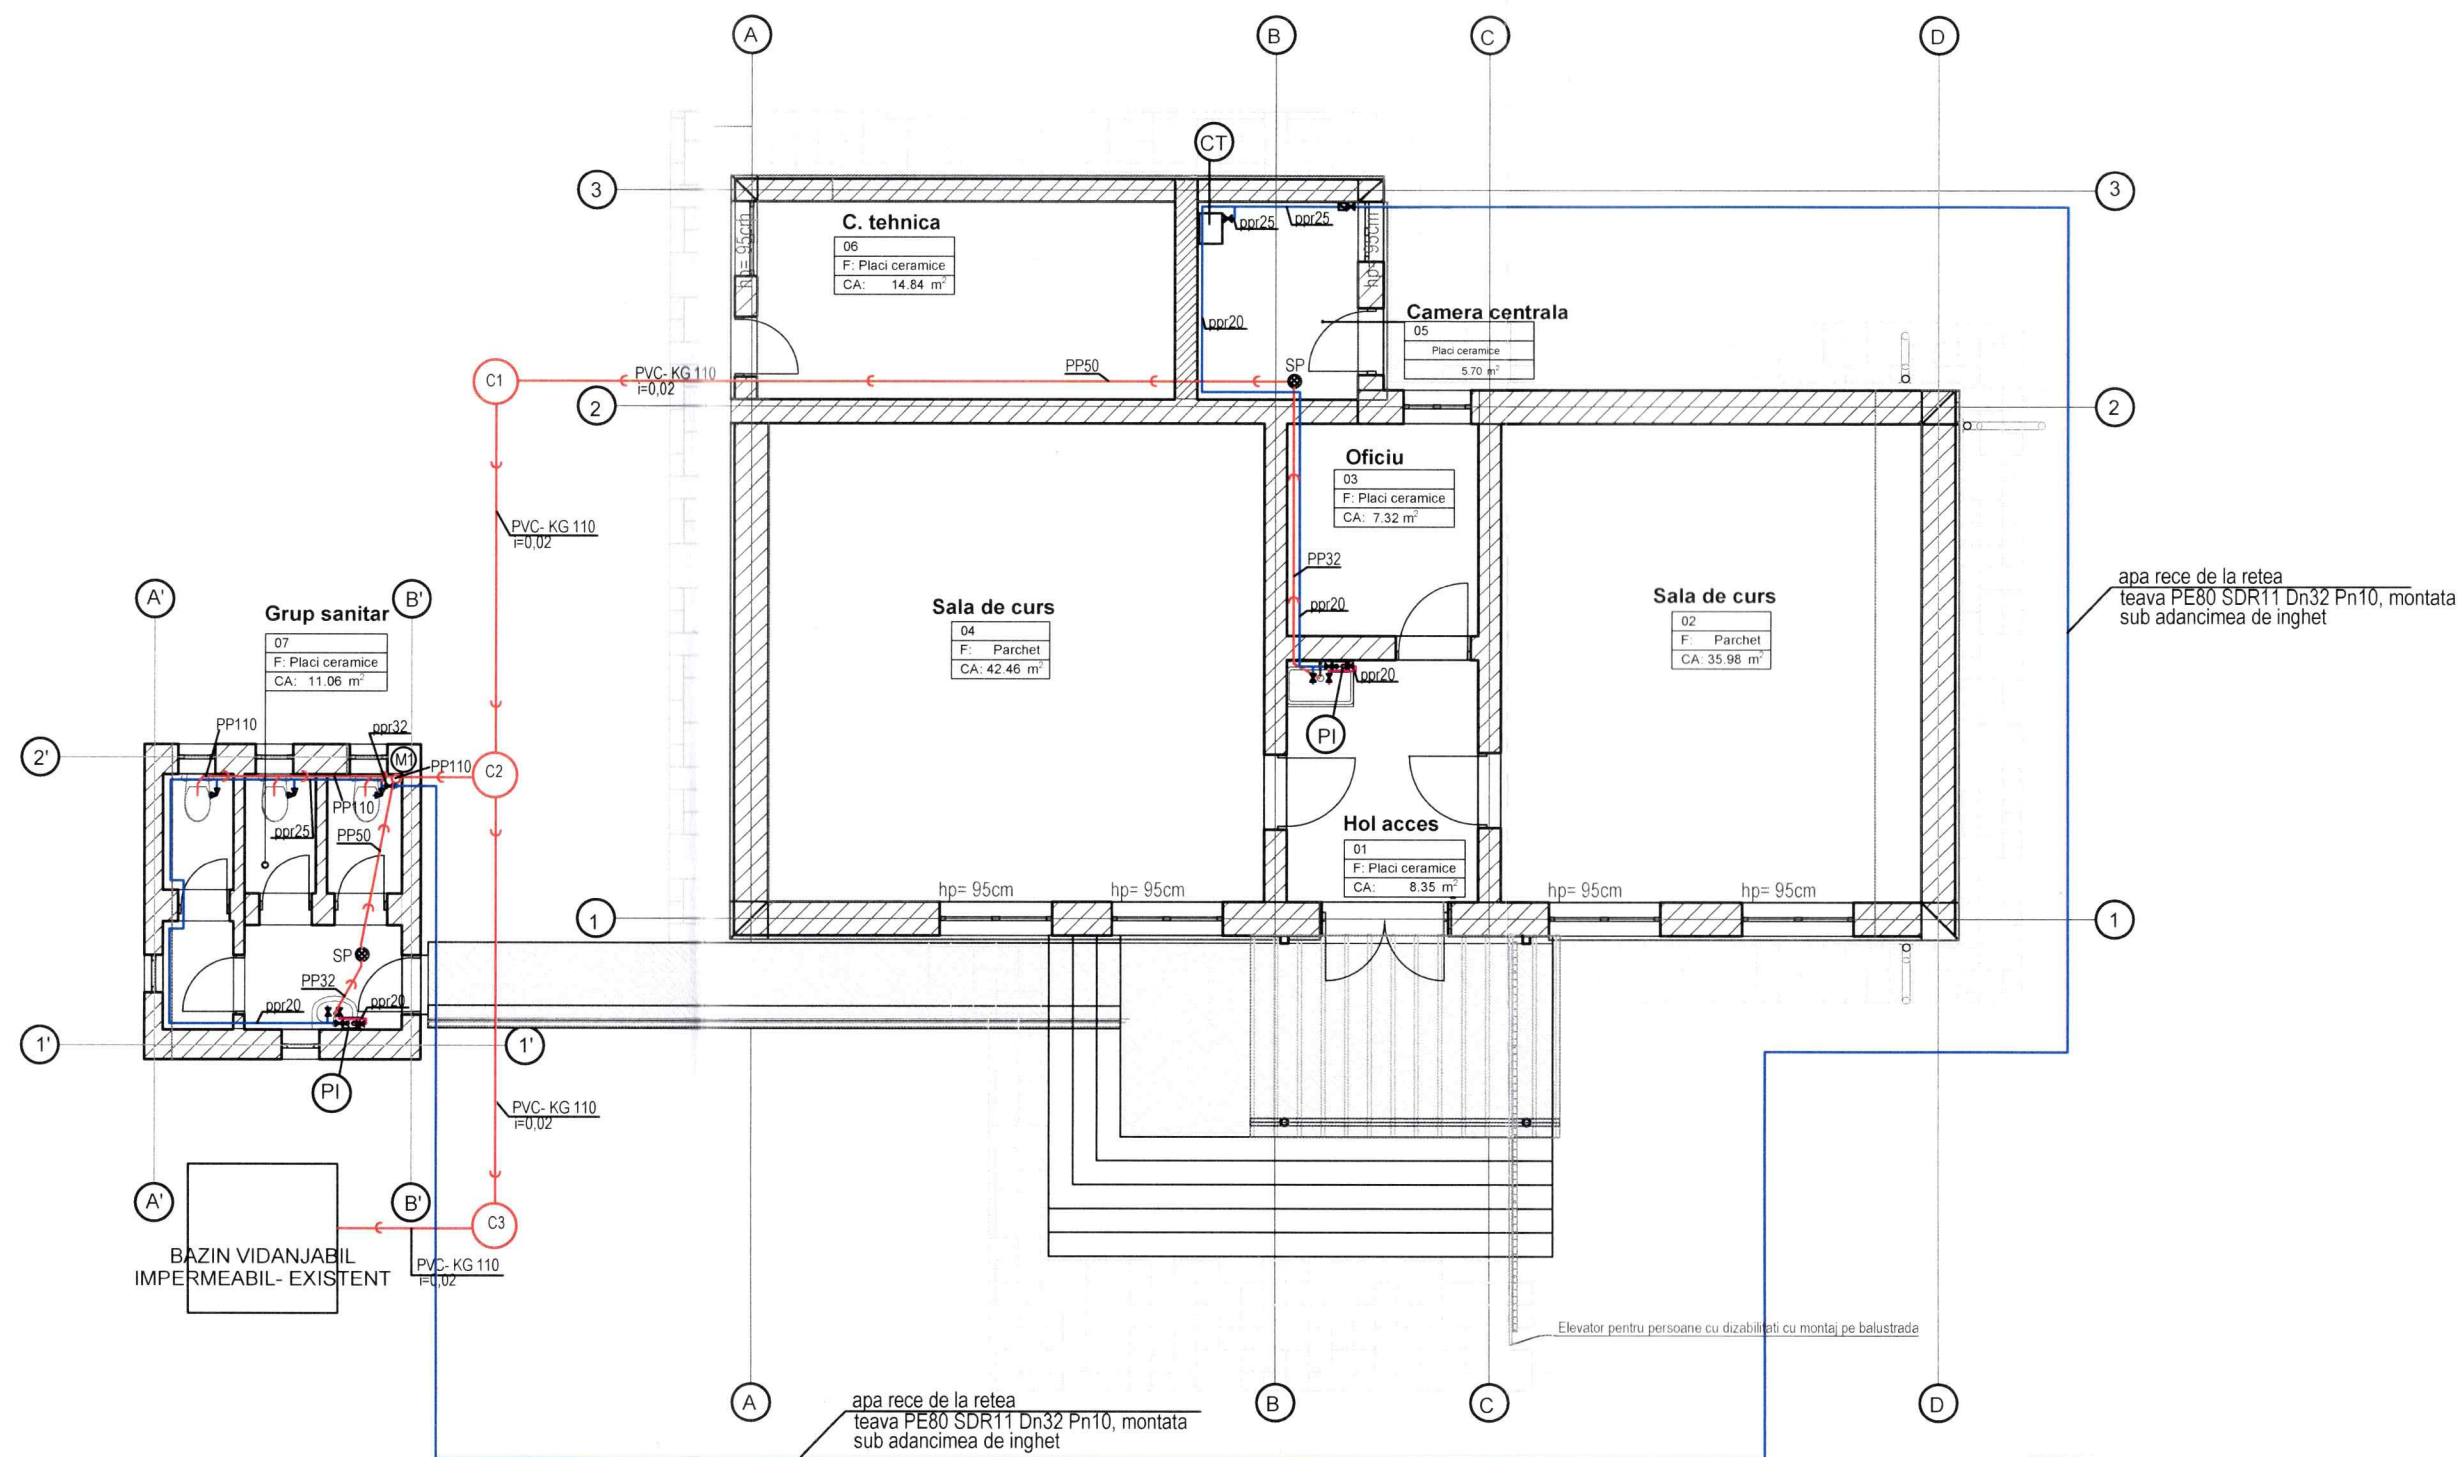 A
B
C
D
CT
3
3
C. tehnica
06
F: Placi ceramice
CA: 14.84 m²
hp= 95cm
ppr25
ppr25
hp= 95cm
ppr20
Camera centrala
05
Placi ceramice
5.70 m²
C1
PVC- KG 110
i=0,02
PP50
SP
2
2
Oficiu
03
F: Placi ceramice
CA: 7.32 m²
PVC- KG 110
i=0,02
PP32
ppr20
apa rece de la retea
teava PE80 SDR11 Dn32 Pn10, montata
sub adancimea de inghet
A'
B'
Grup sanitar
07
F: Placi ceramice
CA: 11.06 m²
Sala de curs
04
F: Parchet
CA: 42.46 m²
Sala de curs
02
F: Parchet
CA: 35.98 m²
ppr20
PI
PP110
ppr32
2'
M1
PP110
C2
PP110
ppr25
PP50
Hol acces
01
F: Placi ceramice
CA: 8.35 m²
hp= 95cm
hp= 95cm
hp= 95cm
hp= 95cm
1
1
SP
PP32
ppr20
ppr20
1'
1'
PI
PVC- KG 110
i=0,02
A'
B'
C3
BAZIN VIDANJABIL
IMPERMEABIL- EXISTENT
PVC- KG 110
i=0,02
Elevator pentru persoane cu dizabilitati cu montaj pe balustrada
A
B
C
D
apa rece de la retea
teava PE80 SDR11 Dn32 Pn10, montata
sub adancimea de inghet